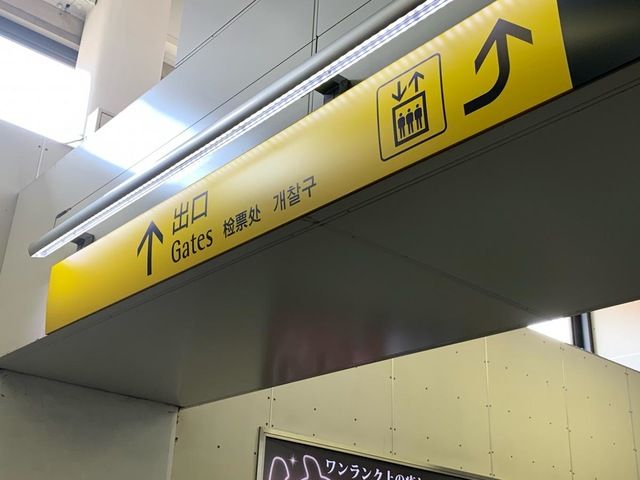 出口
Gates 检票处 개찰구
ワンランク上の